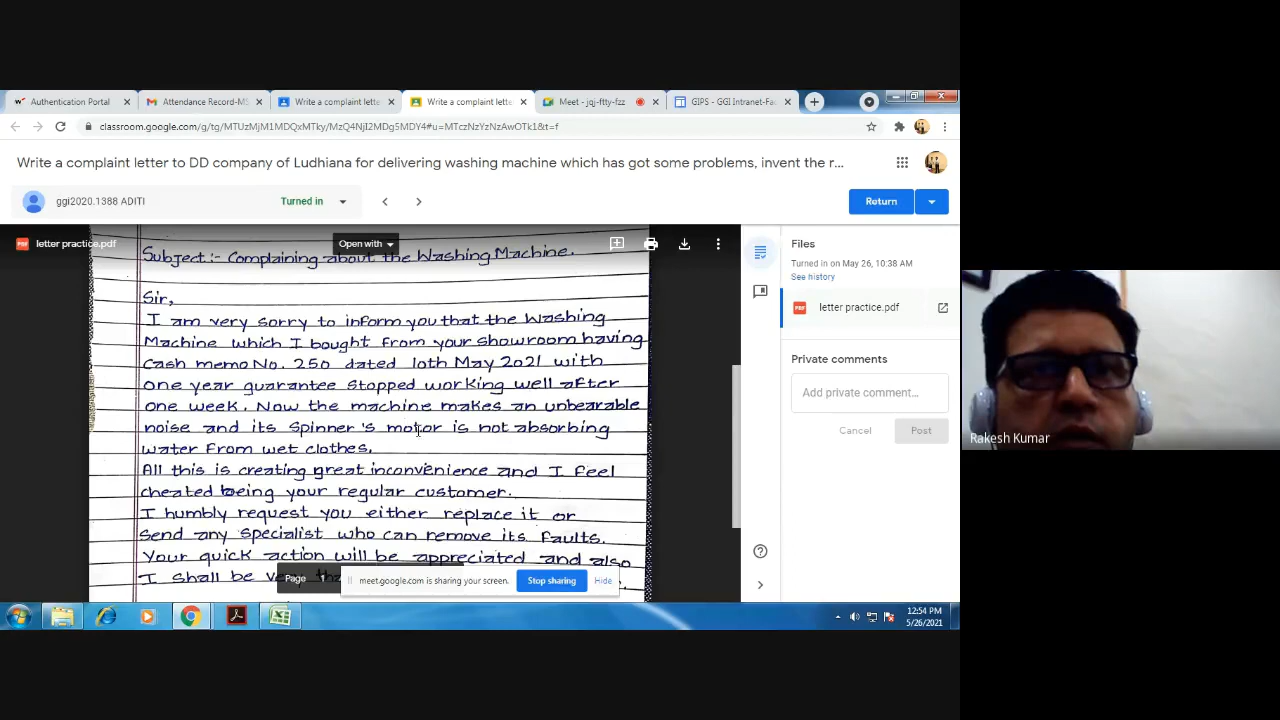 Authentication Portal
Attendance Record-MS
Write a complaint lette
Write a complaint lette
Meet - jqj-ftty-fzz
GIPS - GGI Intranet-Fac
classroom.google.com/g/tg/MTUzMjM1MDQxMTky/MzQ4NjI2MDg5MDY4#u=MTczNzYzNzAwOTk1&t=f
Write a complaint letter to DD company of Ludhiana for delivering washing machine which has got some problems, invent the r...
ggi2020.1388 ADITI
Turned in
Return
PDF letter practice.pdf
Open with
Subject :- Complaining about the Washing Machine.
Sir,
I am very sorry to inform you that the Washing
Machine which I bought from your showroom having
Cash memo No. 250 dated 10th May 2021 with
one year guarantee stopped working well after
one week. Now the machine makes an unbearable
noise and its Spinner's motor is not absorbing
water from wet clothes.
All this is creating great inconvenience and I feel
cheated being your regular customer.
I humbly request you either replace it or
send any specialist who can remove its faults.
Your quick action will be appreciated and also
I shall be
Page
meet.google.com is sharing your screen.
Stop sharing
Hide
Files
Turned in on May 26, 10:38 AM
See history
PDF letter practice.pdf
Private comments
Add private comment...
Cancel
Post
12:54 PM
5/26/2021
Rakesh Kumar